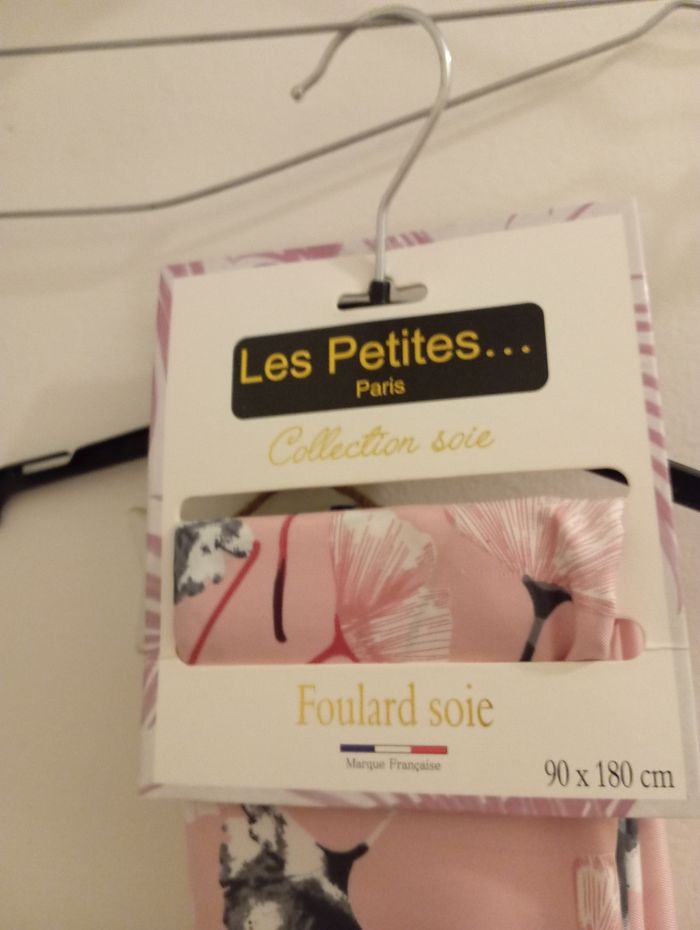 Les Petites...
Paris
Collection soie
Foulard soie
Marque Française
90 x 180 cm